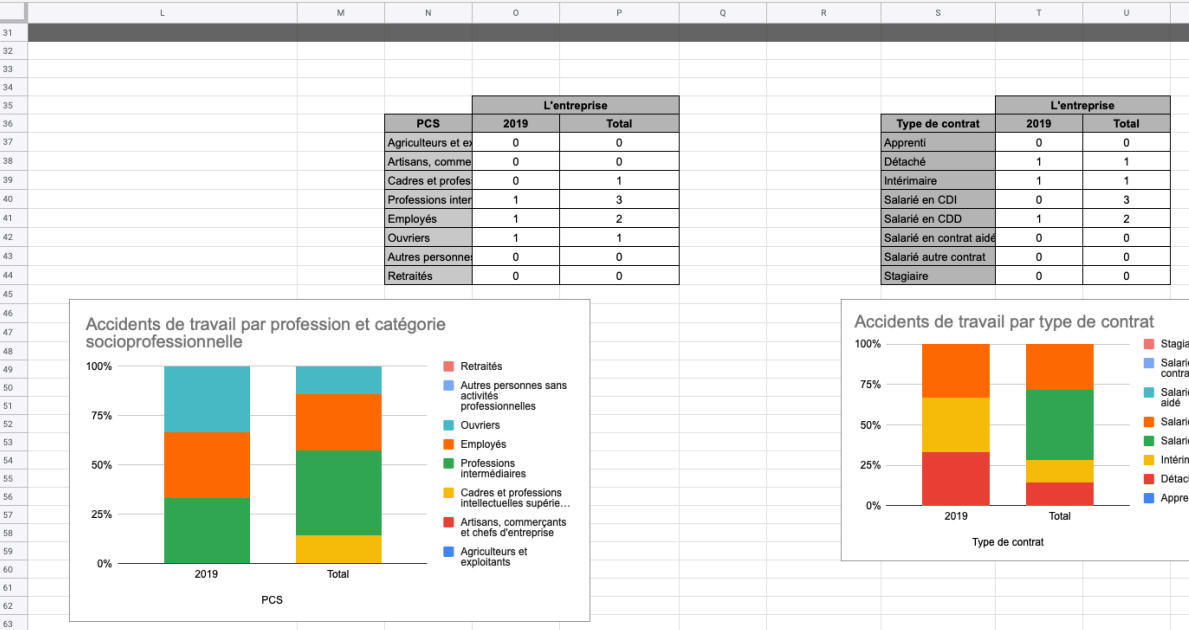 L M N O P Q R S T U
31
32
33
34
35 L'entreprise L'entreprise
36 PCS 2019 Total Type de contrat 2019 Total
37 Agriculteurs et ex 0 0 Apprenti 0 0
38 Artisans, comme 0 0 Détaché 1 1
39 Cadres et profes 0 1 Intérimaire 1 1
40 Professions inter 1 3 Salarié en CDI 0 3
41 Employés 1 2 Salarié en CDD 1 2
42 Ouvriers 1 1 Salarié en contrat aidé 0 0
43 Autres personnes 0 0 Salarié autre contrat 0 0
44 Retraités 0 0 Stagiaire 0 0
45
46
47
48
49
50
51
52
53
54
55
56
57
58
59
60
61
62
63
Accidents de travail par profession et catégorie
socioprofessionnelle
100%
75%
50%
25%
0%
2019 Total
PCS
Retraités
Autres personnes sans
activités
professionnelles
Ouvriers
Employés
Professions
intermédiaires
Cadres et professions
intellectuelles supérie…
Artisans, commerçants
et chefs d'entreprise
Agriculteurs et
exploitants
Accidents de travail par type de contrat
100%
75%
50%
25%
0%
2019 Total
Type de contrat
Stagia
Salarié
contra
Salarié
aidé
Salarié
Salarié
Intérim
Détach
Appre